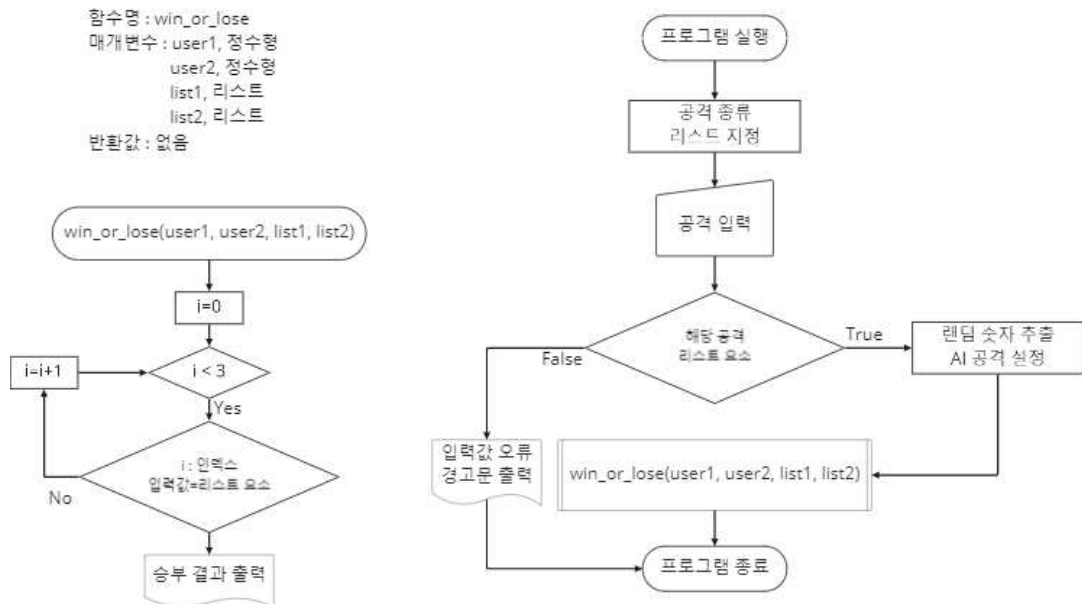 함수명 : win_or_lose
매개변수 : user1, 정수형
user2, 정수형
list1, 리스트
list2, 리스트
반환값 : 없음
win_or_lose(user1, user2, list1, list2)
i=0
i < 3
i=i+1
Yes
i : 인덱스
입력값=리스트 요소
No
승부 결과 출력
프로그램 실행
공격 종류
리스트 지정
공격 입력
해당 공격
리스트 요소
False
True
랜덤 숫자 추출
AI 공격 설정
입력값 오류
경고문 출력
win_or_lose(user1, user2, list1, list2)
프로그램 종료